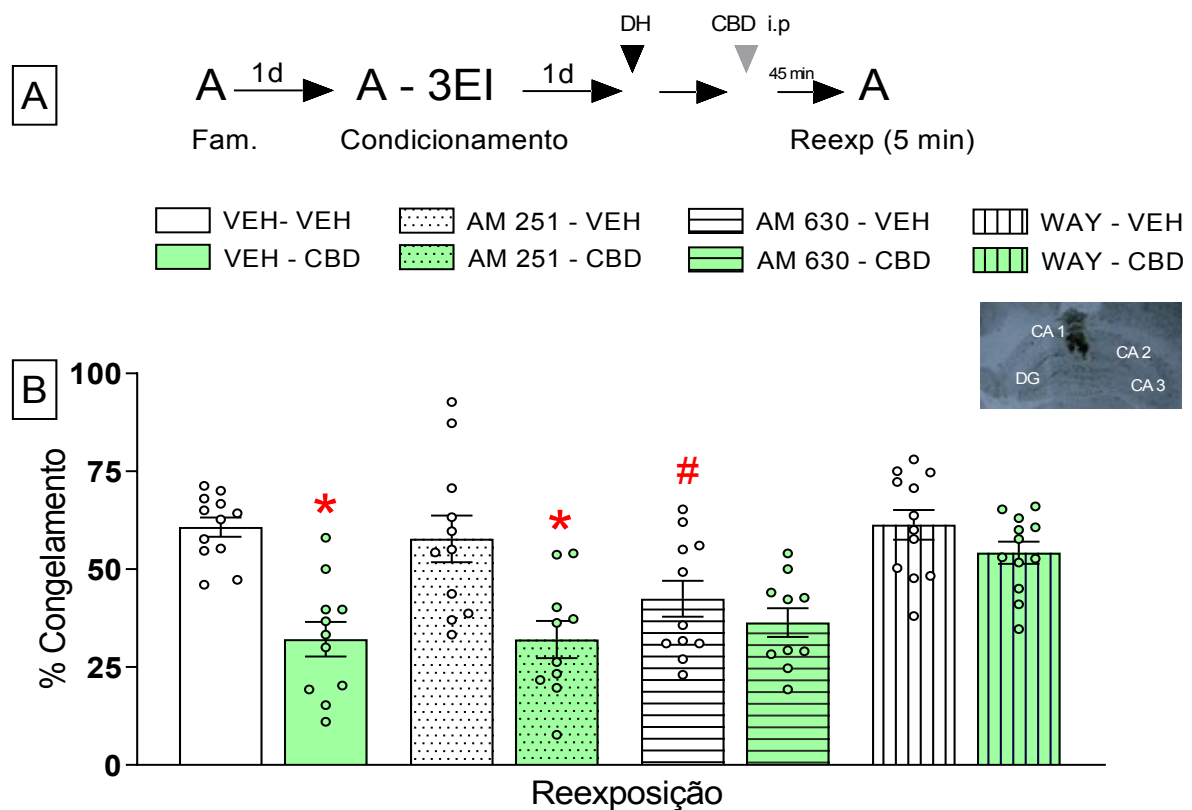 DH
CBD i.p
A
A 1d A - 3EI 1d 45 min A
Fam. Condicionamento Reexp (5 min)
VEH- VEH AM 251 - VEH AM 630 - VEH WAY - VEH
VEH - CBD AM 251 - CBD AM 630 - CBD WAY - CBD
CA 1
CA 2
DG
CA 3
B
% Congelamento
100
75
50
25
0
*
*
#
Reexposição